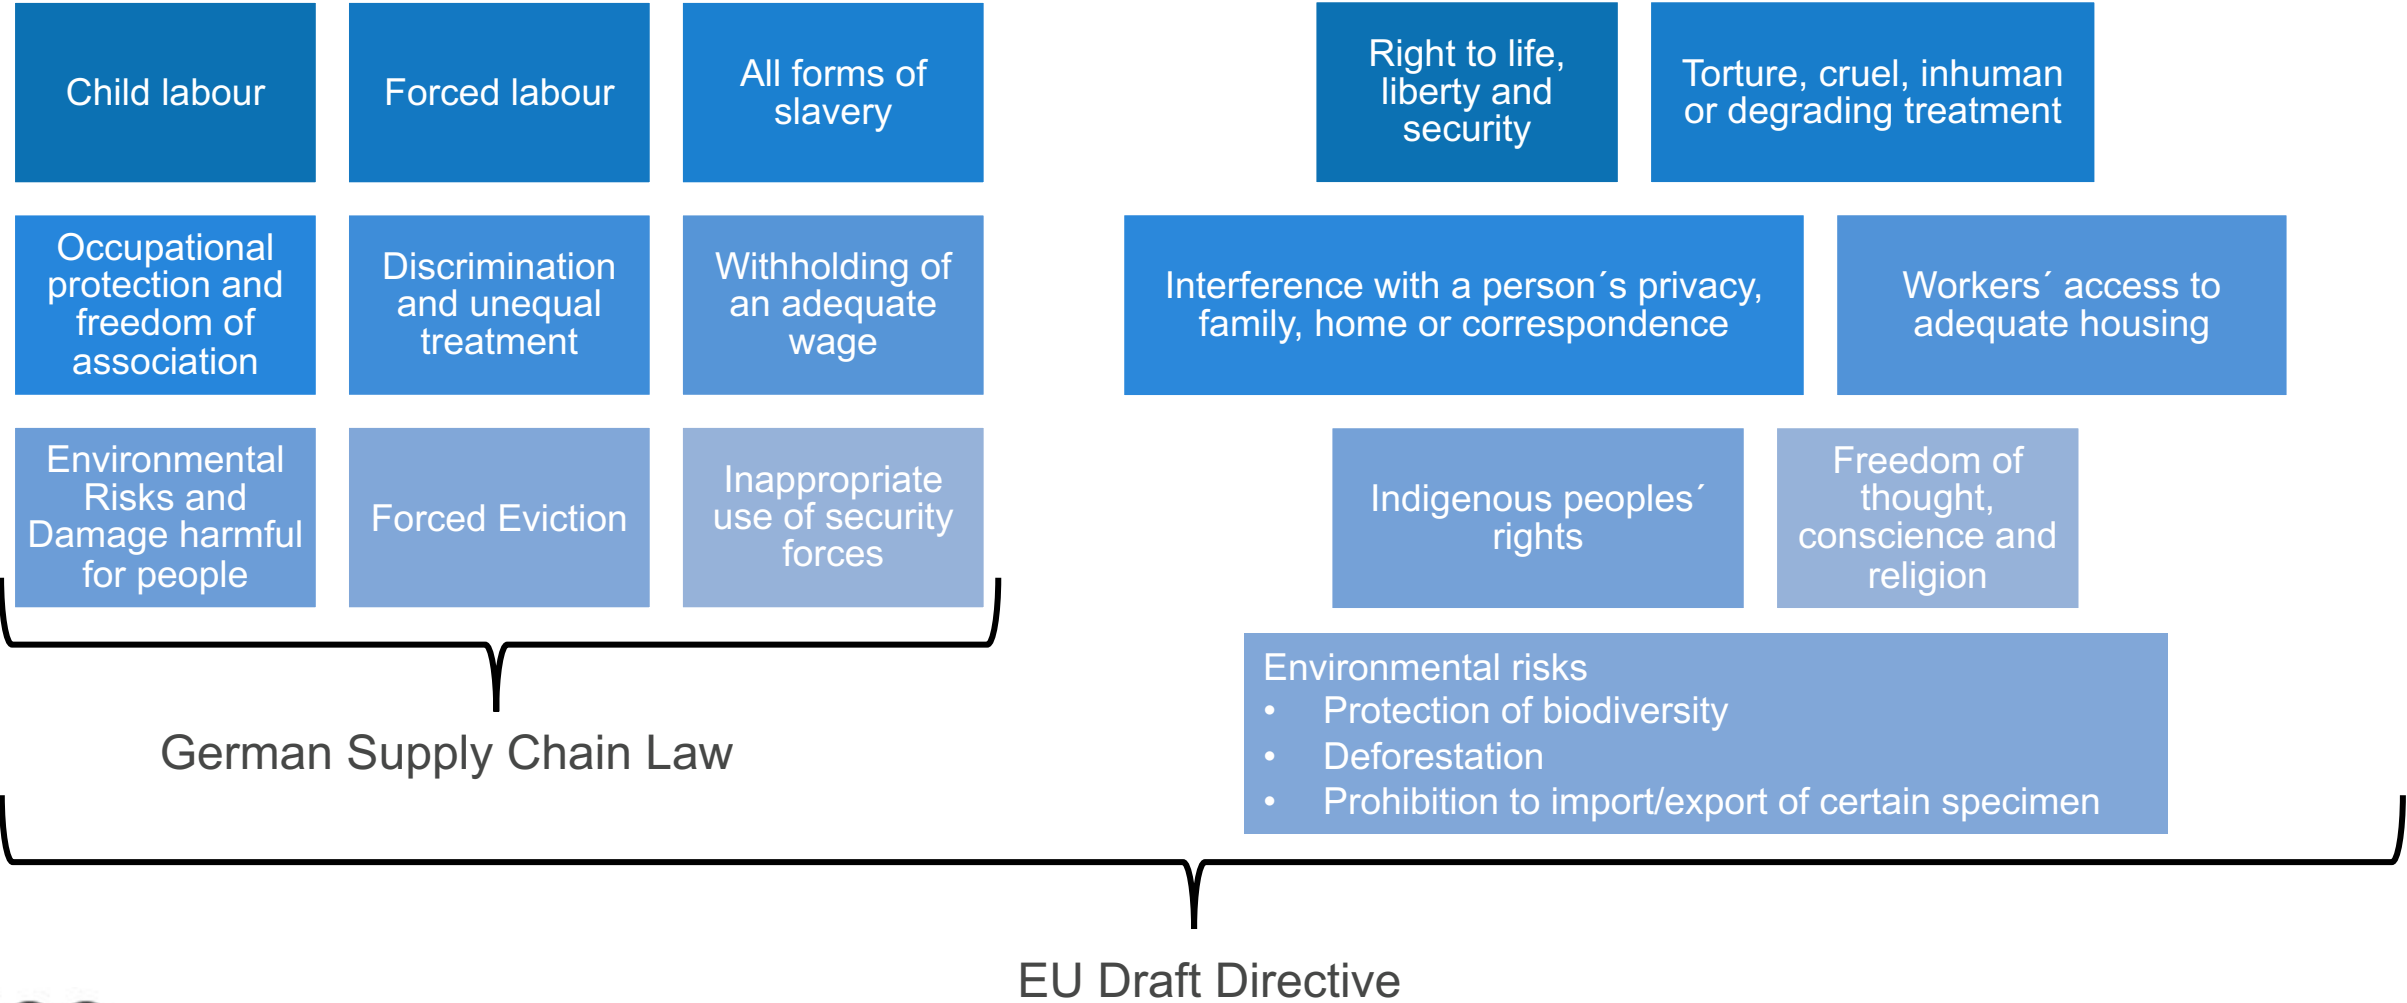 Child labour
Forced labour
All forms of
slavery
Right to life,
liberty and
security
Torture, cruel, inhuman
or degrading treatment
Occupational
protection and
freedom of
association
Discrimination
and unequal
treatment
Withholding of
an adequate
wage
Interference with a person´s privacy,
family, home or correspondence
Workers´ access to
adequate housing
Environmental
Risks and
Damage harmful
for people
Forced Eviction
Inappropriate
use of security
forces
Indigenous peoples´
rights
Freedom of
thought,
conscience and
religion
Environmental risks
• Protection of biodiversity
• Deforestation
• Prohibition to import/export of certain specimen
German Supply Chain Law
EU Draft Directive